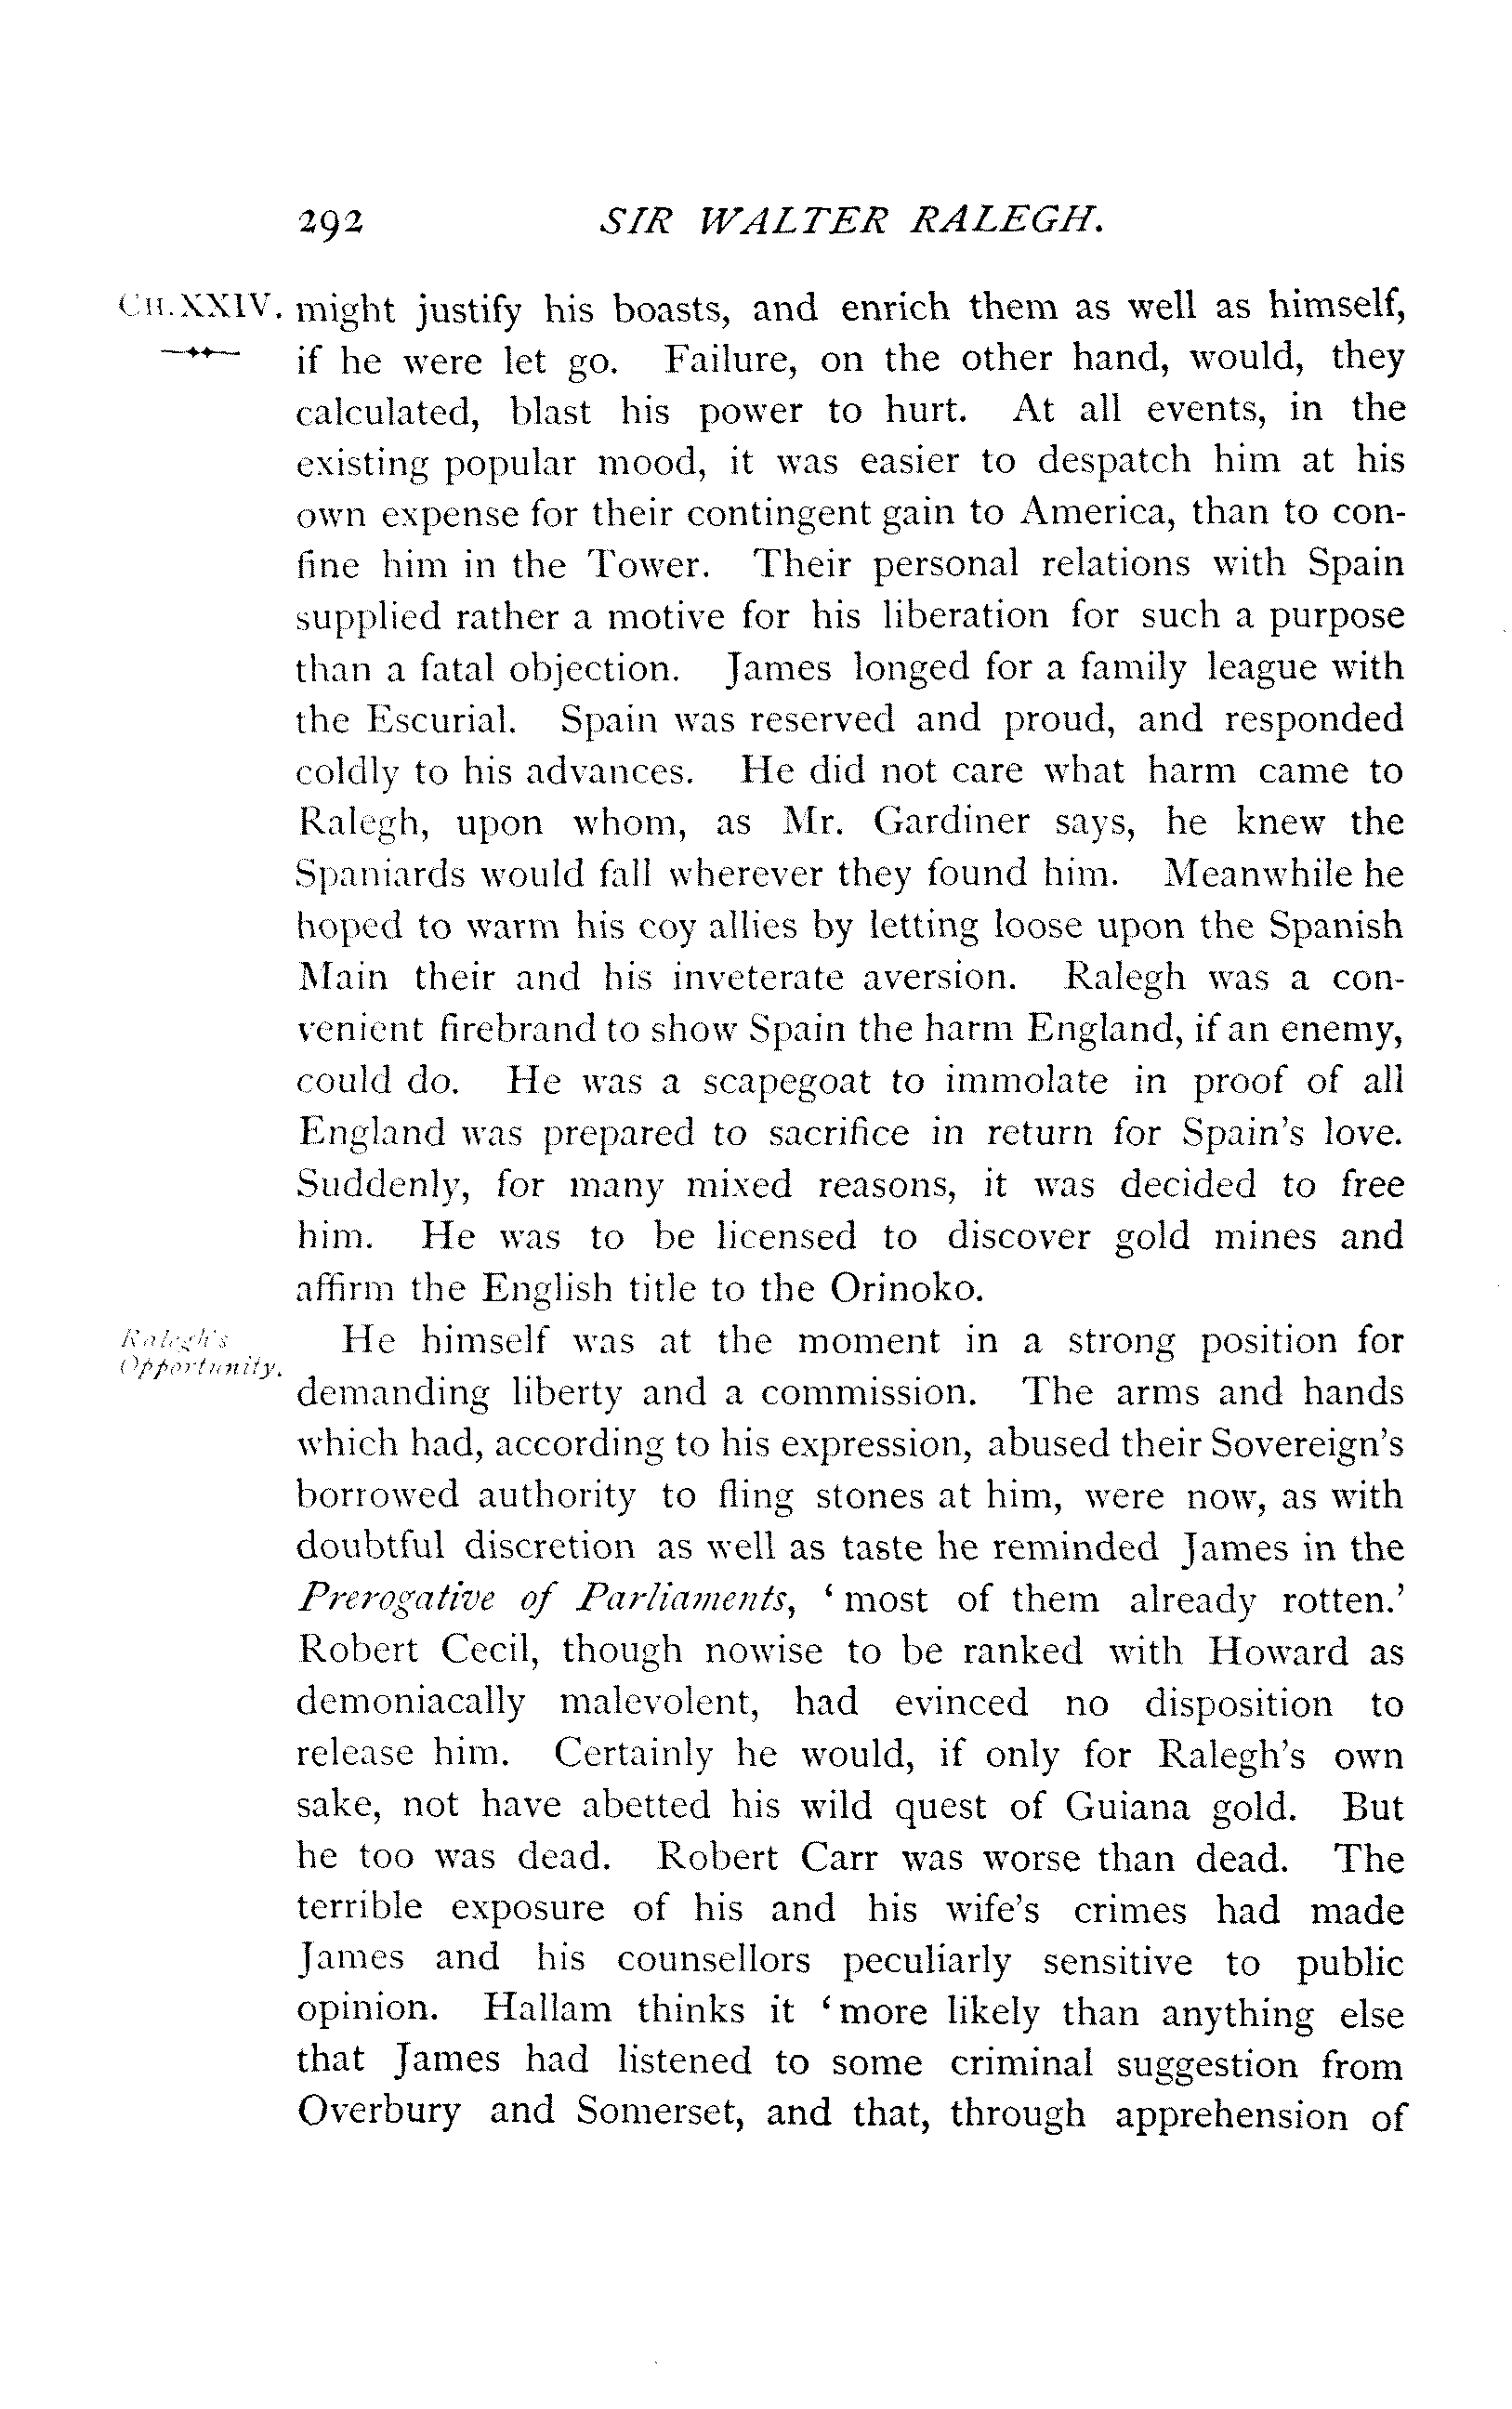 292 SIR WALTER RALEGH.
CH. XXIV. might justify his boasts, and enrich them as well as himself,
if he were let go. Failure, on the other hand, would, they
calculated, blast his power to hurt. At all events, in the
existing popular mood, it was easier to despatch him at his
own expense for their contingent gain to America, than to con-
fine him in the Tower. Their personal relations with Spain
supplied rather a motive for his liberation for such a purpose
than a fatal objection. James longed for a family league with
the Escurial. Spain was reserved and proud, and responded
coldly to his advances. He did not care what harm came to
Ralegh, upon whom, as Mr. Gardiner says, he knew the
Spaniards would fall wherever they found him. Meanwhile he
hoped to warm his coy allies by letting loose upon the Spanish
Main their and his inveterate aversion. Ralegh was a con-
venient firebrand to show Spain the harm England, if an enemy,
could do. He was a scapegoat to immolate in proof of all
England was prepared to sacrifice in return for Spain's love.
Suddenly, for many mixed reasons, it was decided to free
him. He was to be licensed to discover gold mines and
affirm the English title to the Orinoko.
Ralegh's
Opportunity.
He himself was at the moment in a strong position for
demanding liberty and a commission. The arms and hands
which had, according to his expression, abused their Sovereign's
borrowed authority to fling stones at him, were now, as with
doubtful discretion as well as taste he reminded James in the
Prerogative of Parliaments, ‘most of them already rotten.’
Robert Cecil, though nowise to be ranked with Howard as
demoniacally malevolent, had evinced no disposition to
release him. Certainly he would, if only for Ralegh's own
sake, not have abetted his wild quest of Guiana gold. But
he too was dead. Robert Carr was worse than dead. The
terrible exposure of his and his wife's crimes had made
James and his counsellors peculiarly sensitive to public
opinion. Hallam thinks it ‘more likely than anything else
that James had listened to some criminal suggestion from
Overbury and Somerset, and that, through apprehension of